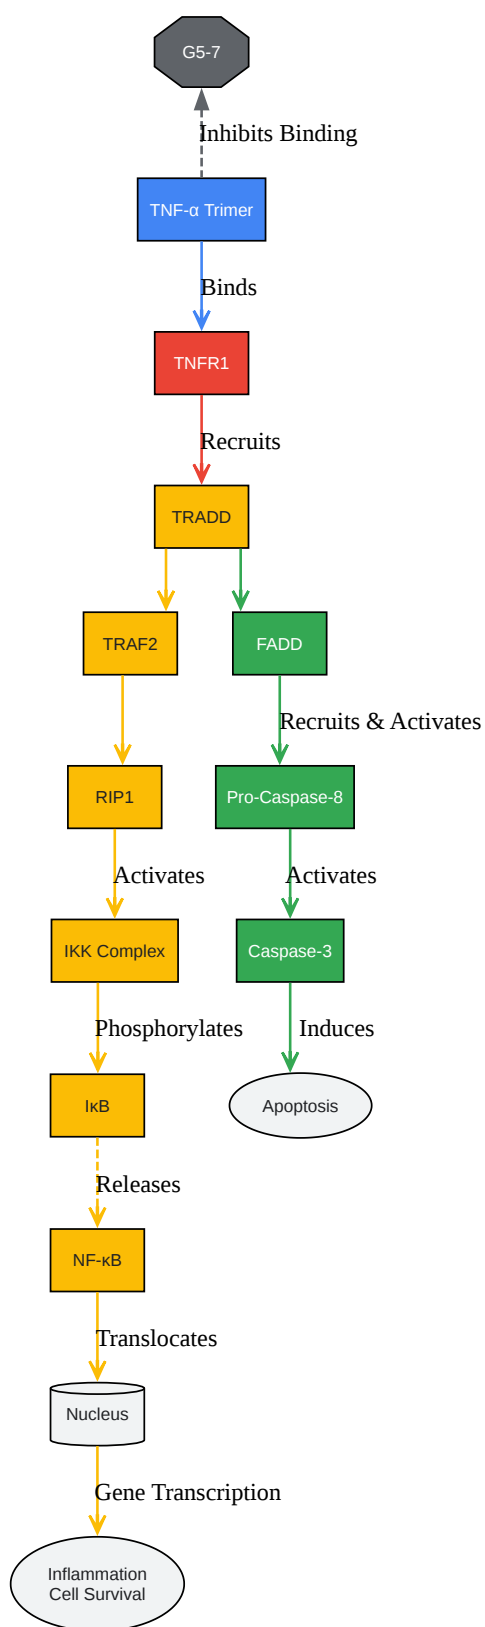 G5-7
Inhibits Binding
TNF-α Trimer
Binds
TNFR1
Recruits
TRADD
TRAF2
FADD
Recruits & Activates
RIP1
Pro-Caspase-8
Activates
Activates
IKK Complex
Caspase-3
Phosphorylates
Induces
IκB
Apoptosis
Releases
NF-κB
Translocates
Nucleus
Gene Transcription
Inflammation
Cell Survival